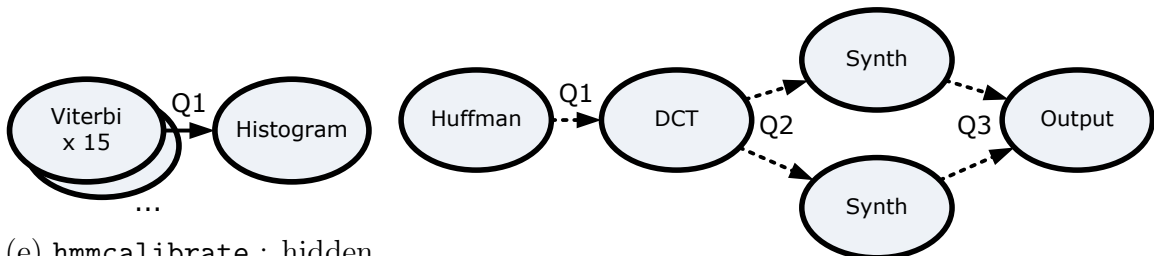 Viterbi
x 15
...
Q1
Histogram
Huffman
Q1
DCT
Q2
Synth
Synth
Q3
Output
(e) hmmcalibrate : hidden